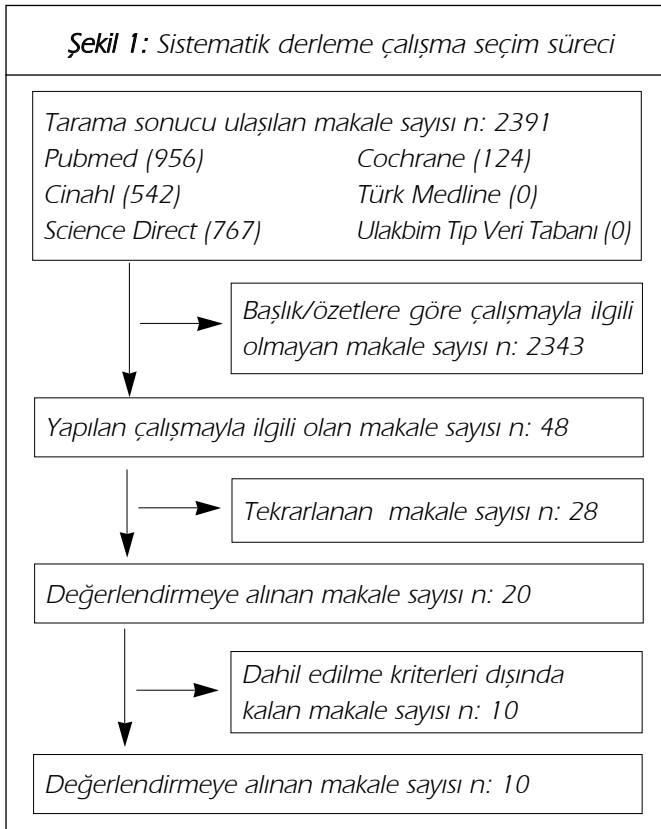 Şekil 1: Sistematik derleme çalışma seçim süreci
Tarama sonucu ulaşılan makale sayısı n: 2391
Pubmed (956) Cochrane (124)
Cinahl (542) Türk Medline (0)
Science Direct (767) Ulakbim Tıp Veri Tabanı (0)
Başlık/özetlere göre çalışmayla ilgili
olmayan makale sayısı n: 2343
Yapılan çalışmayla ilgili olan makale sayısı n: 48
Tekrarlanan makale sayısı n: 28
Değerlendirmeye alınan makale sayısı n: 20
Dahil edilme kriterleri dışında
kalan makale sayısı n: 10
Değerlendirmeye alınan makale sayısı n: 10